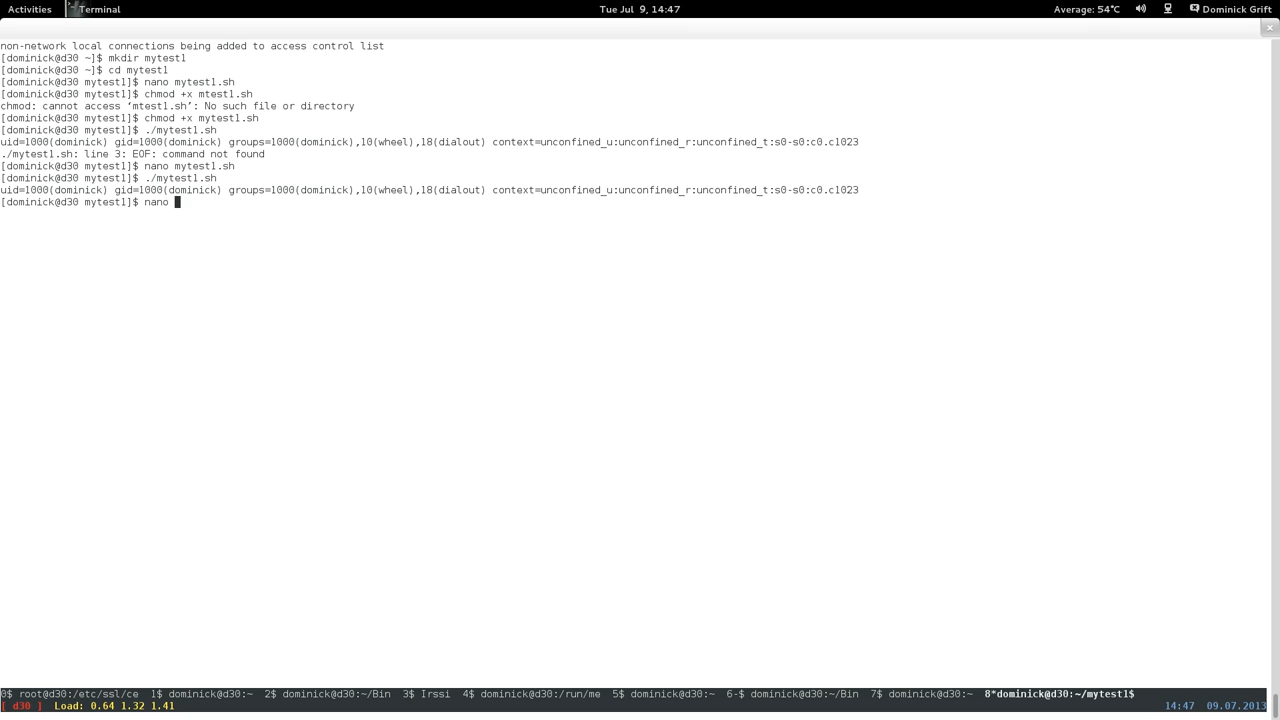 Activities Terminal Tue Jul 9, 14:47 Average: 54°C Dominick Grift
non-network local connections being added to access control list
[dominick@d30 ~]$ mkdir mytest1
[dominick@d30 ~]$ cd mytest1
[dominick@d30 mytest1]$ nano mytest1.sh
[dominick@d30 mytest1]$ chmod +x mtest1.sh
chmod: cannot access ‘mtest1.sh’: No such file or directory
[dominick@d30 mytest1]$ chmod +x mytest1.sh
[dominick@d30 mytest1]$ ./mytest1.sh
uid=1000(dominick) gid=1000(dominick) groups=1000(dominick),10(wheel),18(dialout) context=unconfined_u:unconfined_r:unconfined_t:s0-s0:c0.c1023
./mytest1.sh: line 3: EOF: command not found
[dominick@d30 mytest1]$ nano mytest1.sh
[dominick@d30 mytest1]$ ./mytest1.sh
uid=1000(dominick) gid=1000(dominick) groups=1000(dominick),10(wheel),18(dialout) context=unconfined_u:unconfined_r:unconfined_t:s0-s0:c0.c1023
[dominick@d30 mytest1]$ nano
0$ root@d30:/etc/ssl/ce 1$ dominick@d30:~ 2$ dominick@d30:~/Bin 3$ Irssi 4$ dominick@d30:/run/me 5$ dominick@d30:~ 6-$ dominick@d30:~/Bin 7$ dominick@d30:~ 8*dominick@d30:~/mytest1$
[ d30 ] Load: 0.64 1.32 1.41 14:47 09.07.2013